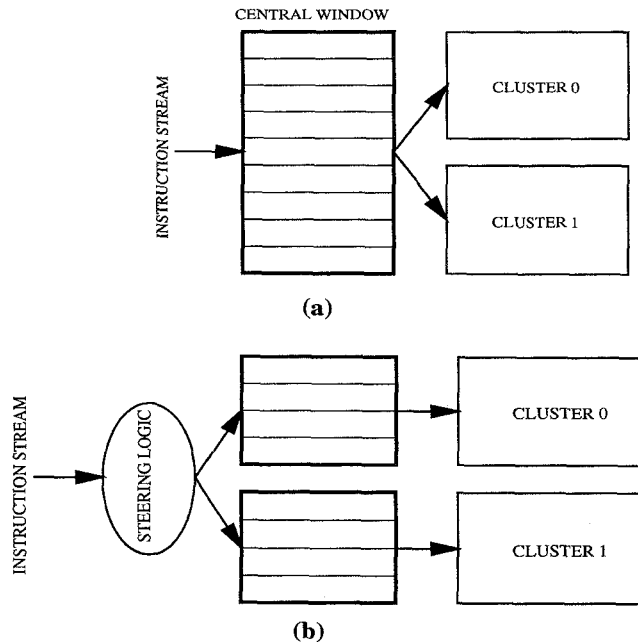 CENTRAL WINDOW
INSTRUCTION STREAM
CLUSTER 0
CLUSTER 1
(a)
INSTRUCTION STREAM
STEERING LOGIC
CLUSTER 0
CLUSTER 1
(b)